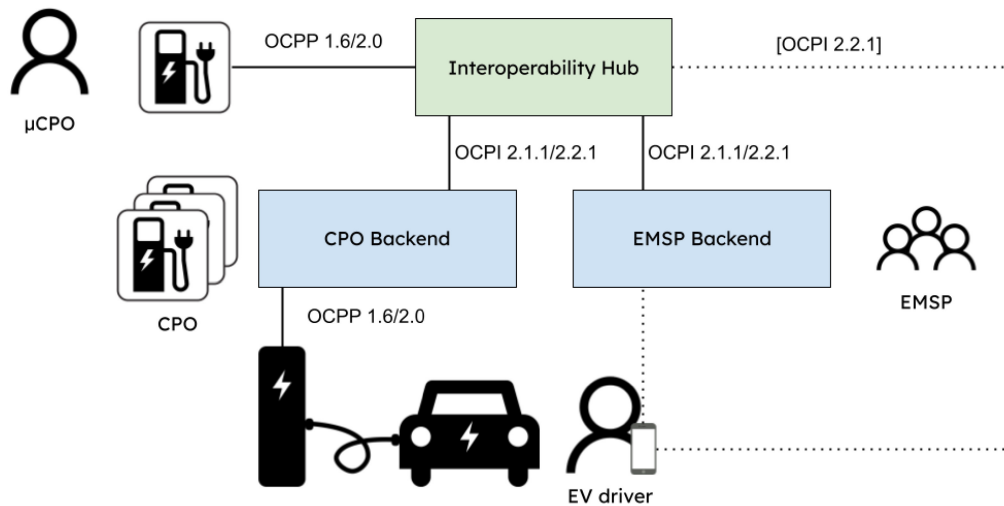 OCPP 1.6/2.0
[OCPI 2.2.1]
Interoperability Hub
µCPO
OCPI 2.1.1/2.2.1
OCPI 2.1.1/2.2.1
CPO Backend
EMSP Backend
EMSP
CPO
OCPP 1.6/2.0
EV driver